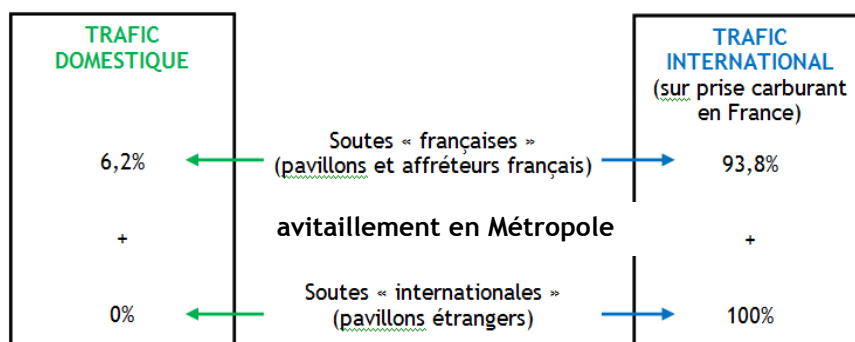 TRAFIC
DOMESTIQUE
TRAFIC
INTERNATIONAL
(sur prise carburant
en France)
Soutes « françaises »
(pavillons et affréteurs français)
6,2%
93,8%
avitaillement en Métropole
+
+
Soutes « internationales »
(pavillons étrangers)
0%
100%